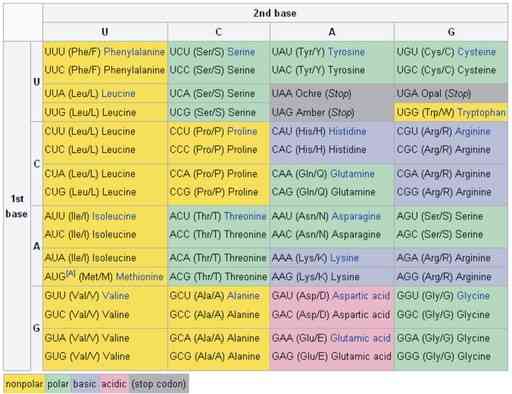 2nd base
U C A G
1st base
U
UUU (Phe/F) Phenylalanine UCU (Ser/S) Serine UAU (Tyr/Y) Tyrosine UGU (Cys/C) Cysteine
UUC (Phe/F) Phenylalanine UCC (Ser/S) Serine UAC (Tyr/Y) Tyrosine UGC (Cys/C) Cysteine
UUA (Leu/L) Leucine UCA (Ser/S) Serine UAA Ochre (Stop) UGA Opal (Stop)
UUG (Leu/L) Leucine UCG (Ser/S) Serine UAG Amber (Stop) UGG (Trp/W) Tryptophan
C
CUU (Leu/L) Leucine CCU (Pro/P) Proline CAU (His/H) Histidine CGU (Arg/R) Arginine
CUC (Leu/L) Leucine CCC (Pro/P) Proline CAC (His/H) Histidine CGC (Arg/R) Arginine
CUA (Leu/L) Leucine CCA (Pro/P) Proline CAA (Gln/Q) Glutamine CGA (Arg/R) Arginine
CUG (Leu/L) Leucine CCG (Pro/P) Proline CAG (Gln/Q) Glutamine CGG (Arg/R) Arginine
A
AUU (Ile/I) Isoleucine ACU (Thr/T) Threonine AAU (Asn/N) Asparagine AGU (Ser/S) Serine
AUC (Ile/I) Isoleucine ACC (Thr/T) Threonine AAC (Asn/N) Asparagine AGC (Ser/S) Serine
AUA (Ile/I) Isoleucine ACA (Thr/T) Threonine AAA (Lys/K) Lysine AGA (Arg/R) Arginine
AUG[A] (Met/M) Methionine ACG (Thr/T) Threonine AAG (Lys/K) Lysine AGG (Arg/R) Arginine
G
GUU (Val/V) Valine GCU (Ala/A) Alanine GAU (Asp/D) Aspartic acid GGU (Gly/G) Glycine
GUC (Val/V) Valine GCC (Ala/A) Alanine GAC (Asp/D) Aspartic acid GGC (Gly/G) Glycine
GUA (Val/V) Valine GCA (Ala/A) Alanine GAA (Glu/E) Glutamic acid GGA (Gly/G) Glycine
GUG (Val/V) Valine GCG (Ala/A) Alanine GAG (Glu/E) Glutamic acid GGG (Gly/G) Glycine
nonpolar polar basic acidic (stop codon)